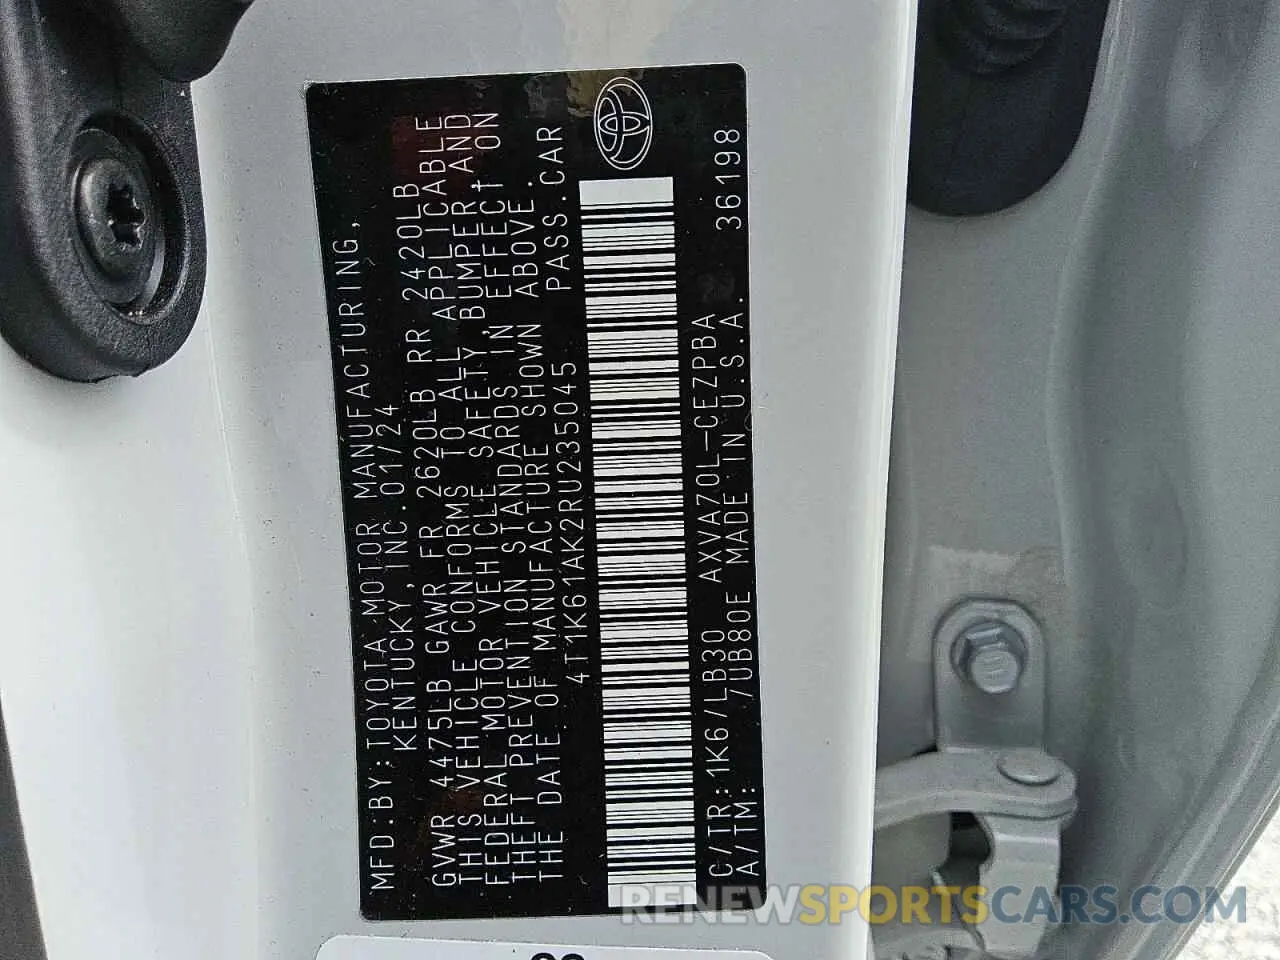 MFD.BY:TOYOTA MOTOR MANUFACTURING,
KENTUCKY, INC. 01/24
GVWR 4475LB GAWR FR 2620LB RR 2420LB
THIS VEHICLE CONFORMS TO ALL APPLICABLE
FEDERAL MOTOR VEHICLE SAFETY, BUMPER, AND
THEFT PREVENTION STANDARDS IN EFFECT ON
THE DATE OF MANUFACTURE SHOWN ABOVE.
4T1K61AK2RU235045 PASS.CAR
C/TR:1K6/LB30 AXVA70L-CEZPBA 36198
A/TM: /UB80E MADE IN U.S.A.
RENEWSPORTSCARS.COM